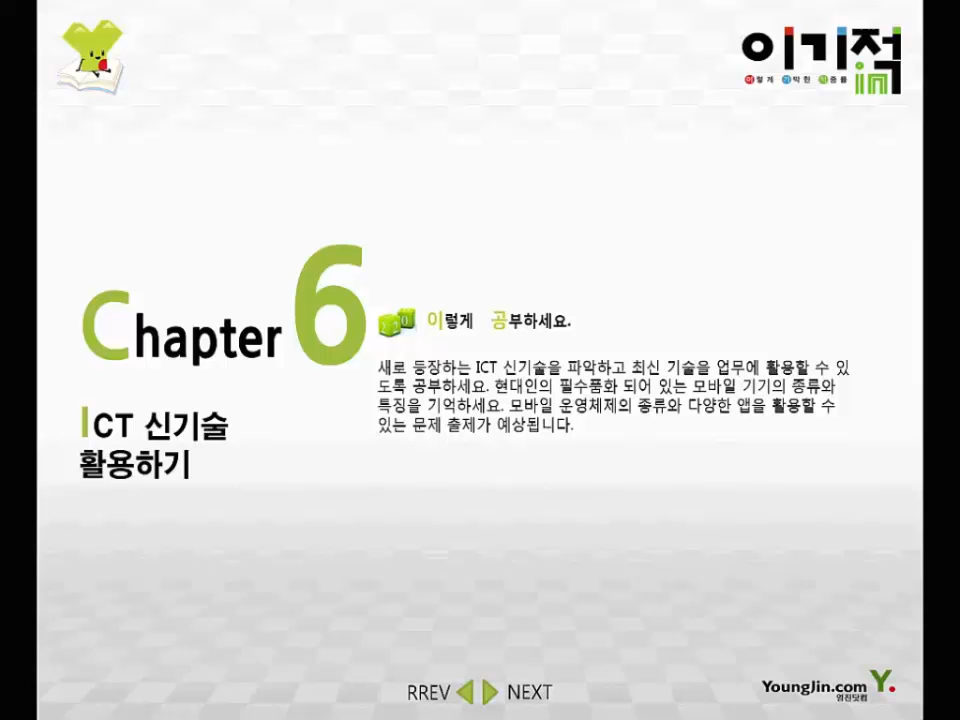 이기적in
이렇게 기막힌 적중률
Chapter 6
이렇게 공부하세요.
새로 등장하는 ICT 신기술을 파악하고 최신 기술을 업무에 활용할 수 있
도록 공부하세요. 현대인의 필수품화 되어 있는 모바일 기기의 종류와
특징을 기억하세요. 모바일 운영체제의 종류와 다양한 앱을 활용할 수
있는 문제 출제가 예상됩니다.
ICT 신기술
활용하기
RREV NEXT
YoungJin.com Y.
영진닷컴